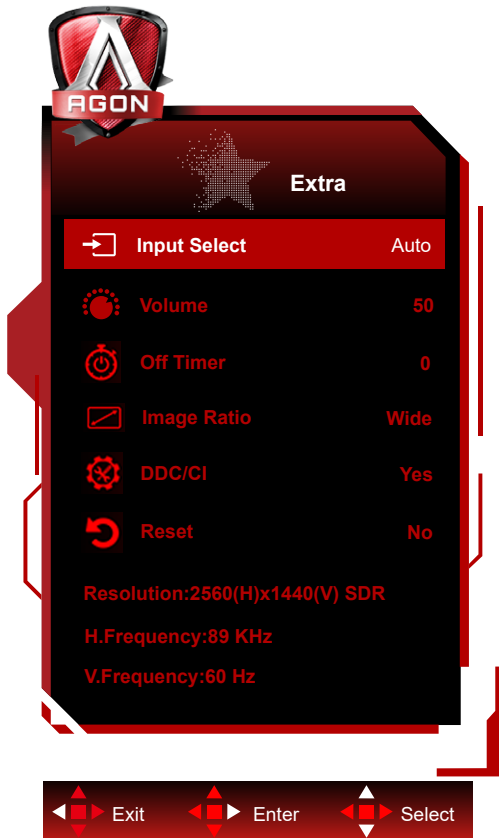 AGON
Extra
Input Select Auto
Volume 50
Off Timer 0
Image Ratio Wide
DDC/CI Yes
Reset No
Resolution:2560(H)x1440(V) SDR
H.Frequency:89 KHz
V.Frequency:60 Hz
Exit Enter Select